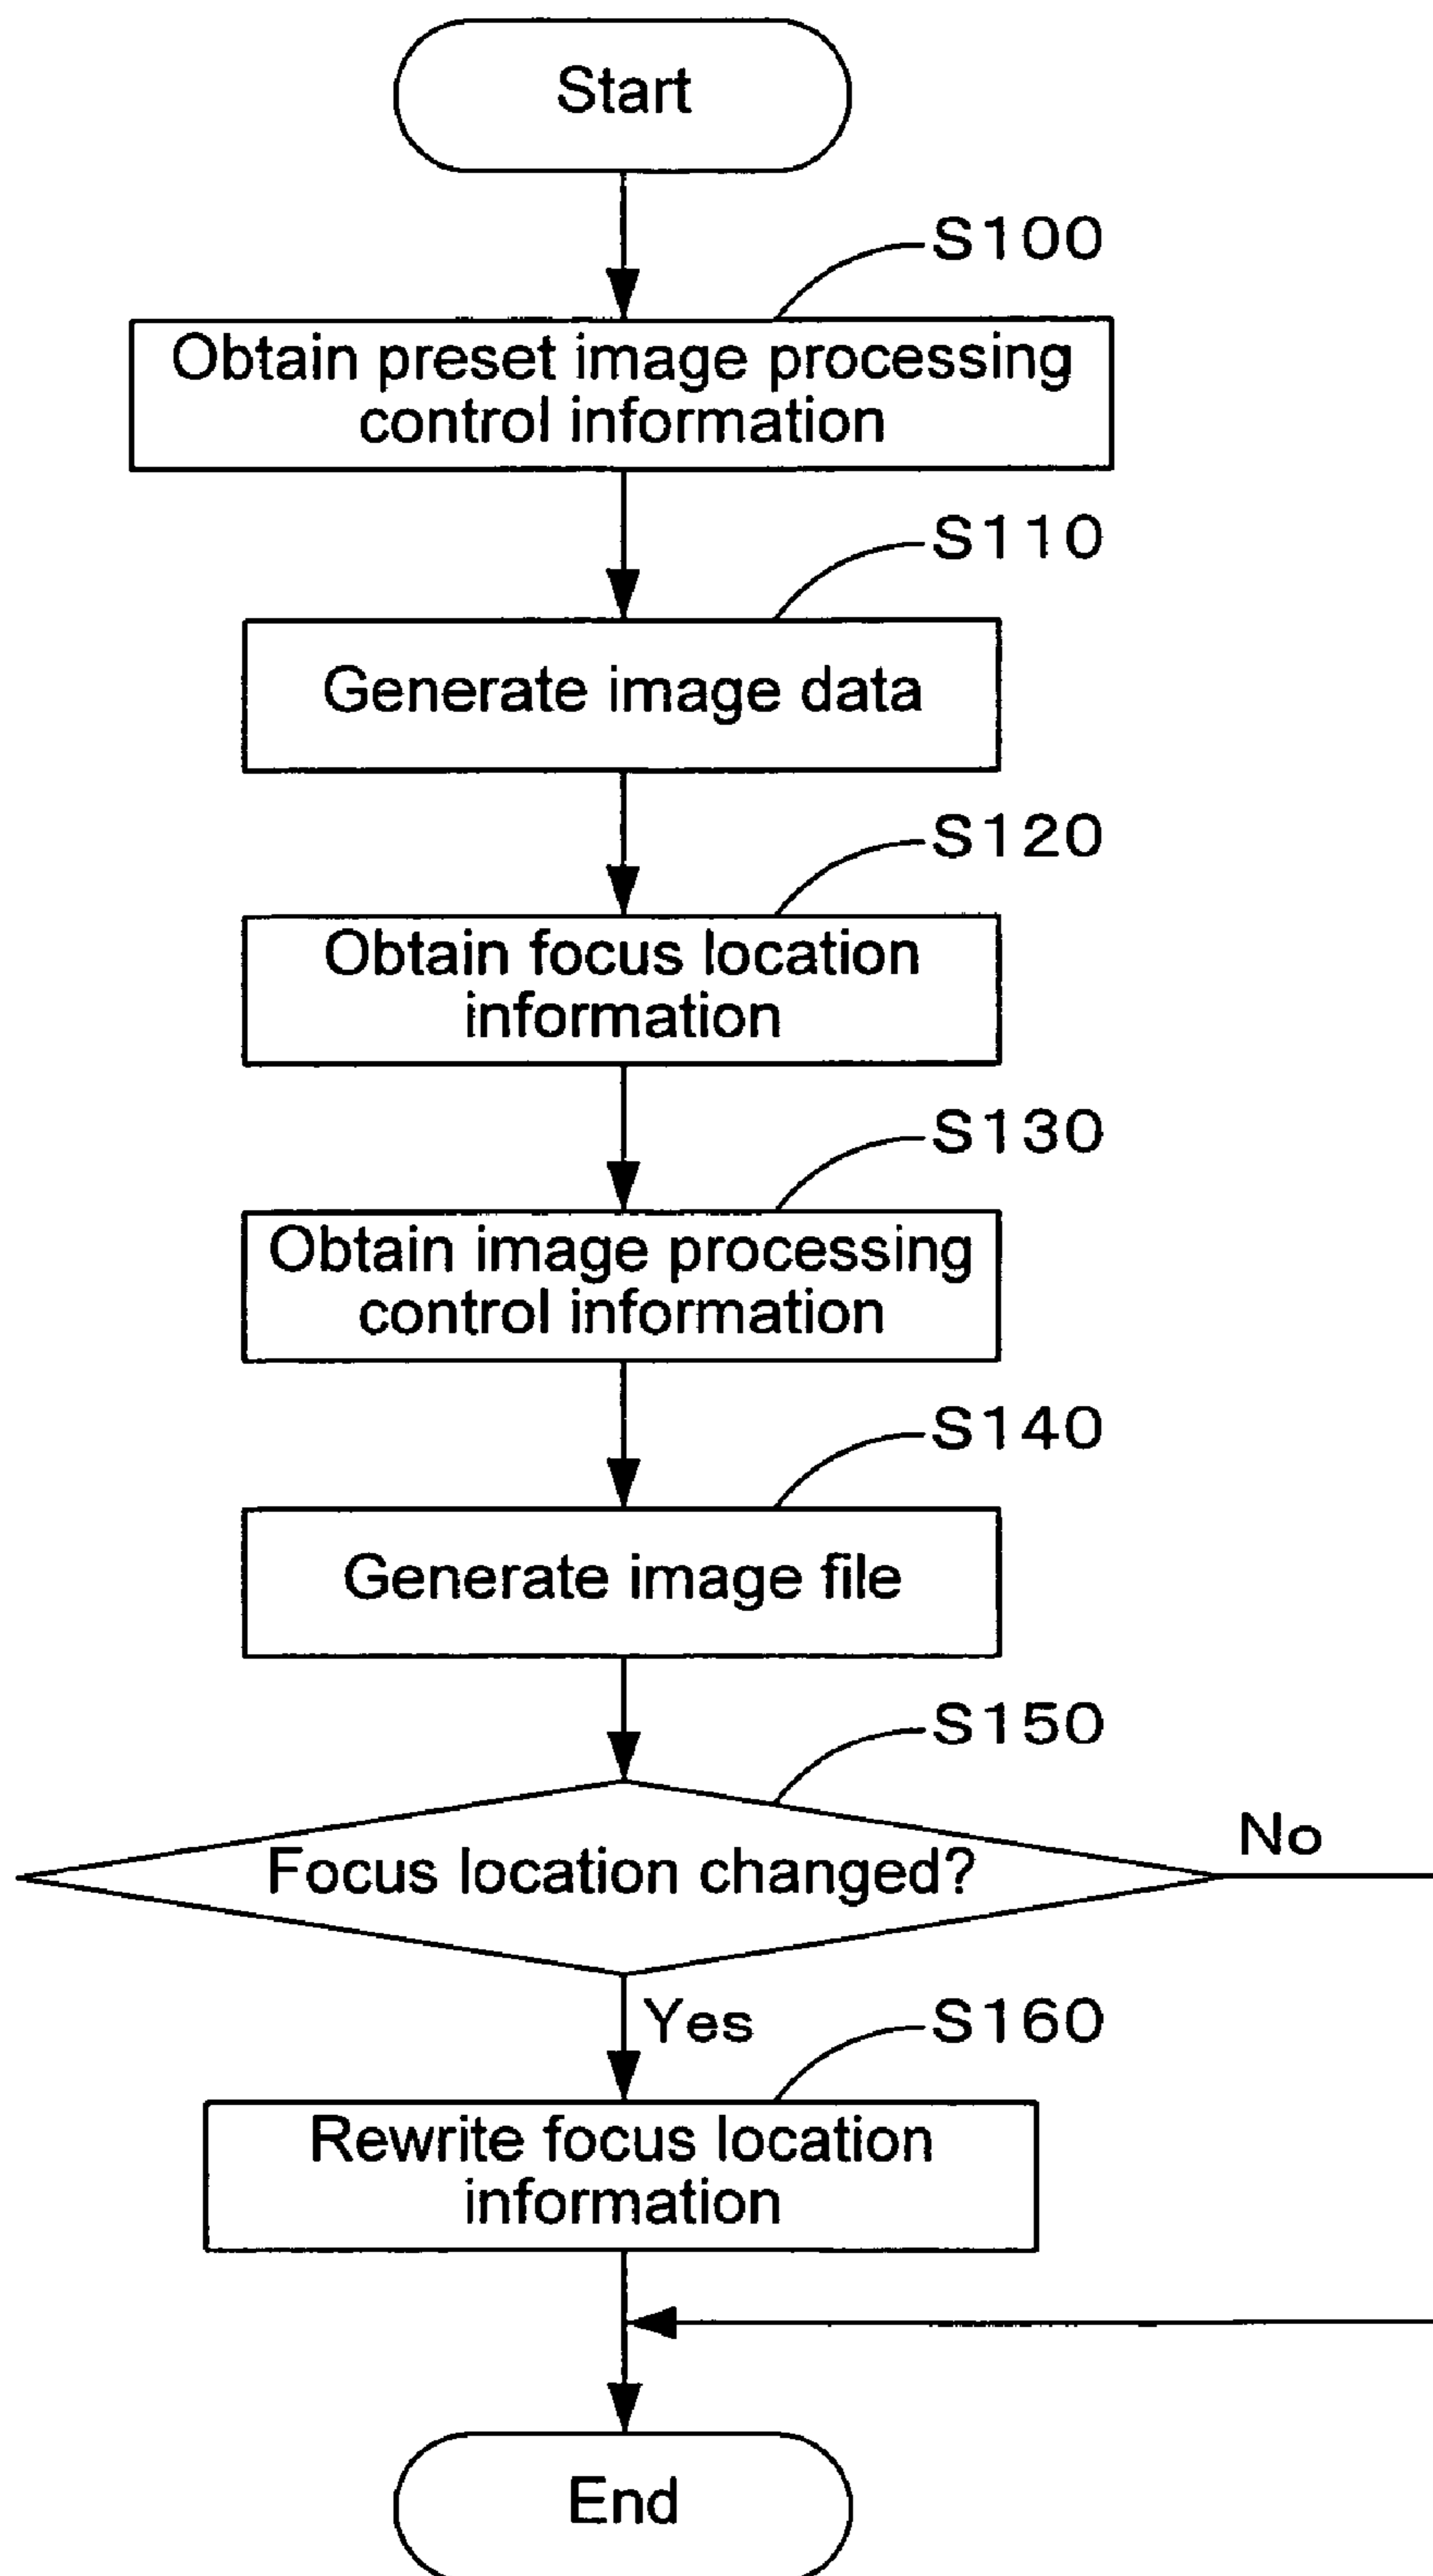 Start
S100
Obtain preset image processing
control information
S110
Generate image data
S120
Obtain focus location
information
S130
Obtain image processing
control information
S140
Generate image file
S150
Focus location changed?
No
Yes
S160
Rewrite focus location
information
End